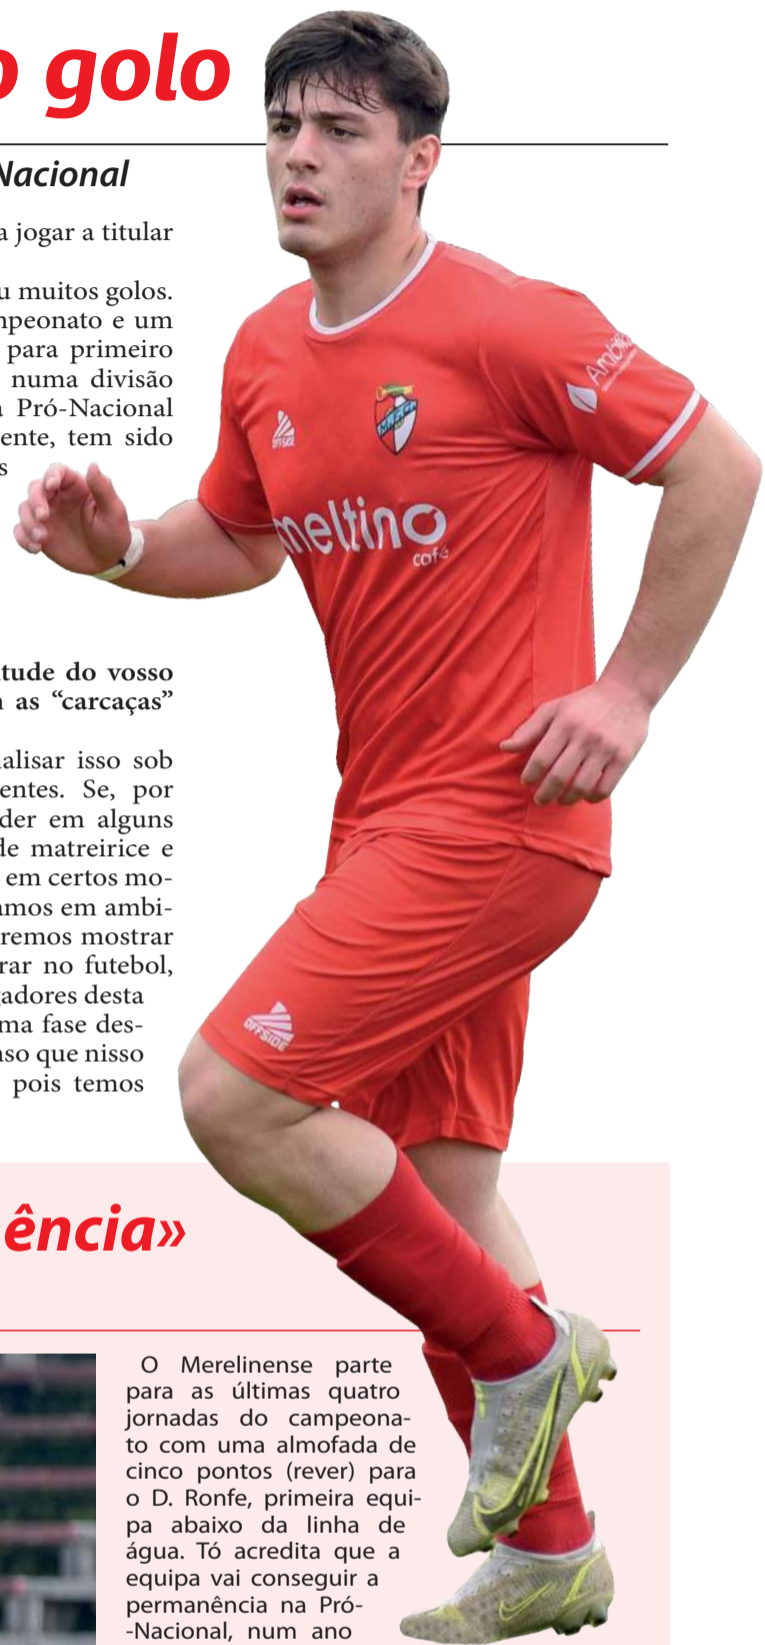 o golo
Nacional
a jogar a titular
u muitos golos.
mpeonato e um
para primeiro
numa divisão
a Pró-Nacional
ente, tem sido
s
tude do vosso
m as “carcaças”
nalisar isso sob
entes. Se, por
der em alguns
de matreirice e
em certos mo-
amos em ambi-
remos mostrar
rar no futebol,
gadores desta
ma fase des-
nso que nisso
pois temos
OFFSIDE
meltino
café
OFFSIDE
ência»
O Merelinense parte
para as últimas quatro
jornadas do campeona-
to com uma almofada de
cinco pontos (rever) para
o D. Ronfe, primeira equi-
pa abaixo da linha de
água. Tó acredita que a
equipa vai conseguir a
permanência na Pró-
-Nacional, num ano